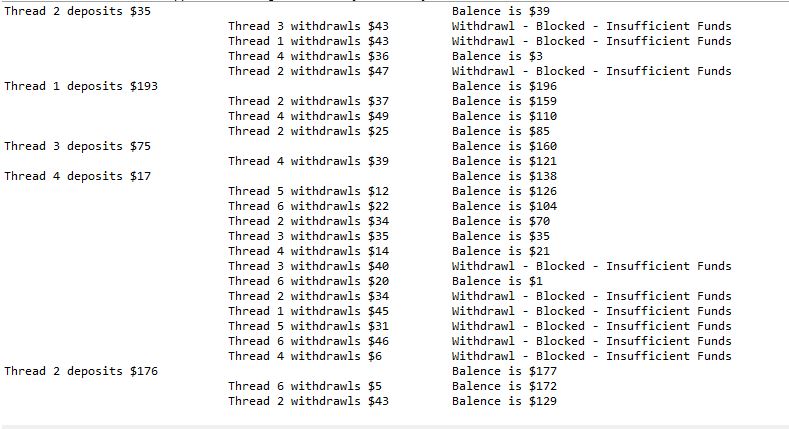 Thread 2 deposits $35 Balence is $39
Thread 3 withdrawls $43 Withdrawl - Blocked - Insufficient Funds
Thread 1 withdrawls $43 Withdrawl - Blocked - Insufficient Funds
Thread 4 withdrawls $36 Balence is $3
Thread 2 withdrawls $47 Withdrawl - Blocked - Insufficient Funds
Thread 1 deposits $193 Balence is $196
Thread 2 withdrawls $37 Balence is $159
Thread 4 withdrawls $49 Balence is $110
Thread 2 withdrawls $25 Balence is $85
Thread 3 deposits $75 Balence is $160
Thread 4 withdrawls $39 Balence is $121
Thread 4 deposits $17 Balence is $138
Thread 5 withdrawls $12 Balence is $126
Thread 6 withdrawls $22 Balence is $104
Thread 2 withdrawls $34 Balence is $70
Thread 3 withdrawls $35 Balence is $35
Thread 4 withdrawls $14 Balence is $21
Thread 3 withdrawls $40 Withdrawl - Blocked - Insufficient Funds
Thread 6 withdrawls $20 Balence is $1
Thread 2 withdrawls $34 Withdrawl - Blocked - Insufficient Funds
Thread 1 withdrawls $45 Withdrawl - Blocked - Insufficient Funds
Thread 5 withdrawls $31 Withdrawl - Blocked - Insufficient Funds
Thread 6 withdrawls $46 Withdrawl - Blocked - Insufficient Funds
Thread 4 withdrawls $6 Withdrawl - Blocked - Insufficient Funds
Thread 2 deposits $176 Balence is $177
Thread 6 withdrawls $5 Balence is $172
Thread 2 withdrawls $43 Balence is $129